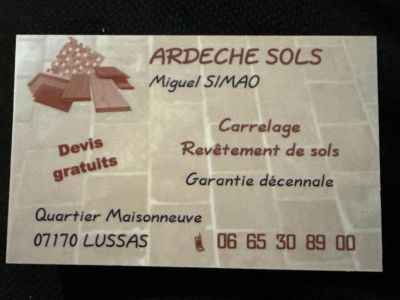 ARDECHE SOLS
Miguel SIMAO
Carrelage
Revêtement de sols
Devis
gratuits
Garantie décennale
Quartier Maisonneuve
07170 LUSSAS
06 65 30 89 00